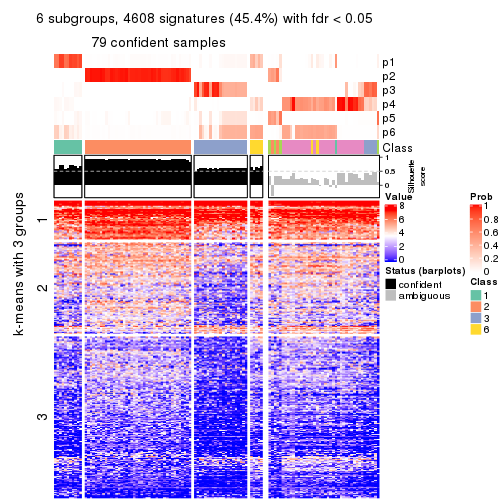 6 subgroups, 4608 signatures (45.4%) with fdr < 0.05
79 confident samples
p1
p2
p3
p4
p5
p6
Class
1
0.5
0
Silhouette
score
k-means with 3 groups
1
2
3
Value
8
6
4
2
0
Status (barplots)
confident
ambiguous
Prob
1
0.8
0.6
0.4
0.2
0
Class
1
2
3
6